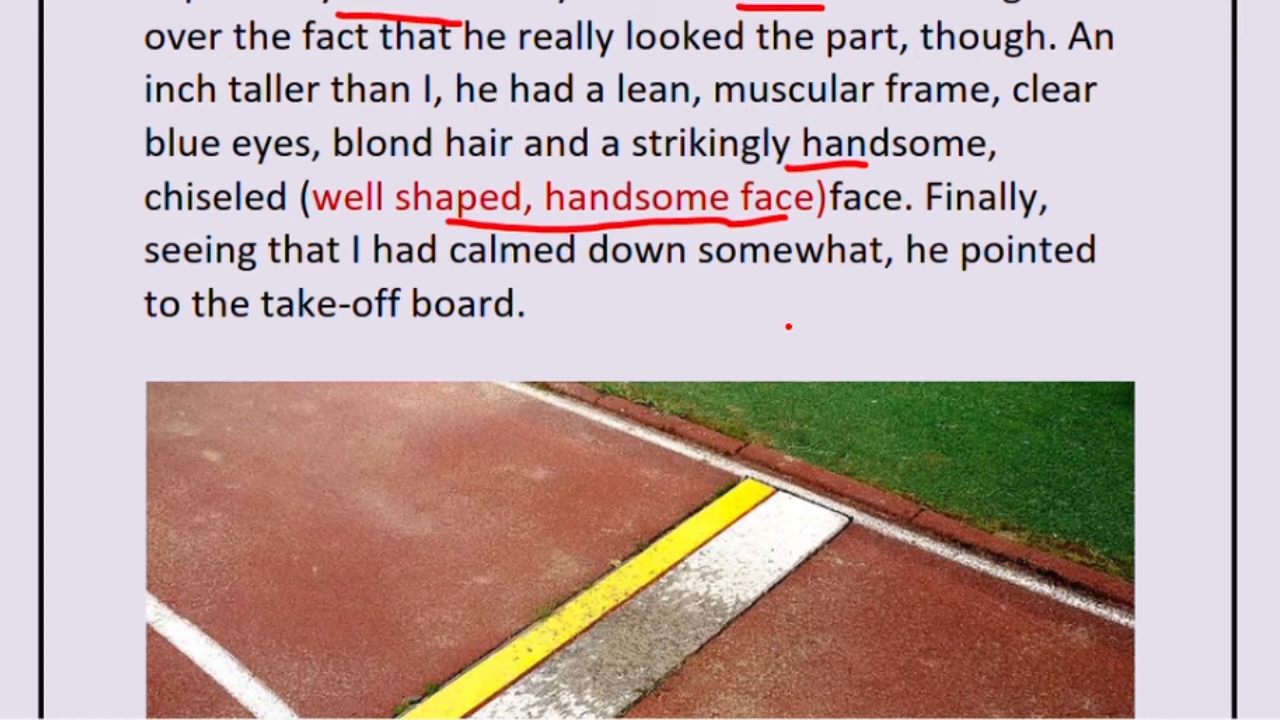 over the fact that he really looked the part, though. An
inch taller than I, he had a lean, muscular frame, clear
blue eyes, blond hair and a strikingly handsome,
chiseled (well shaped, handsome face)face. Finally,
seeing that I had calmed down somewhat, he pointed
to the take-off board.